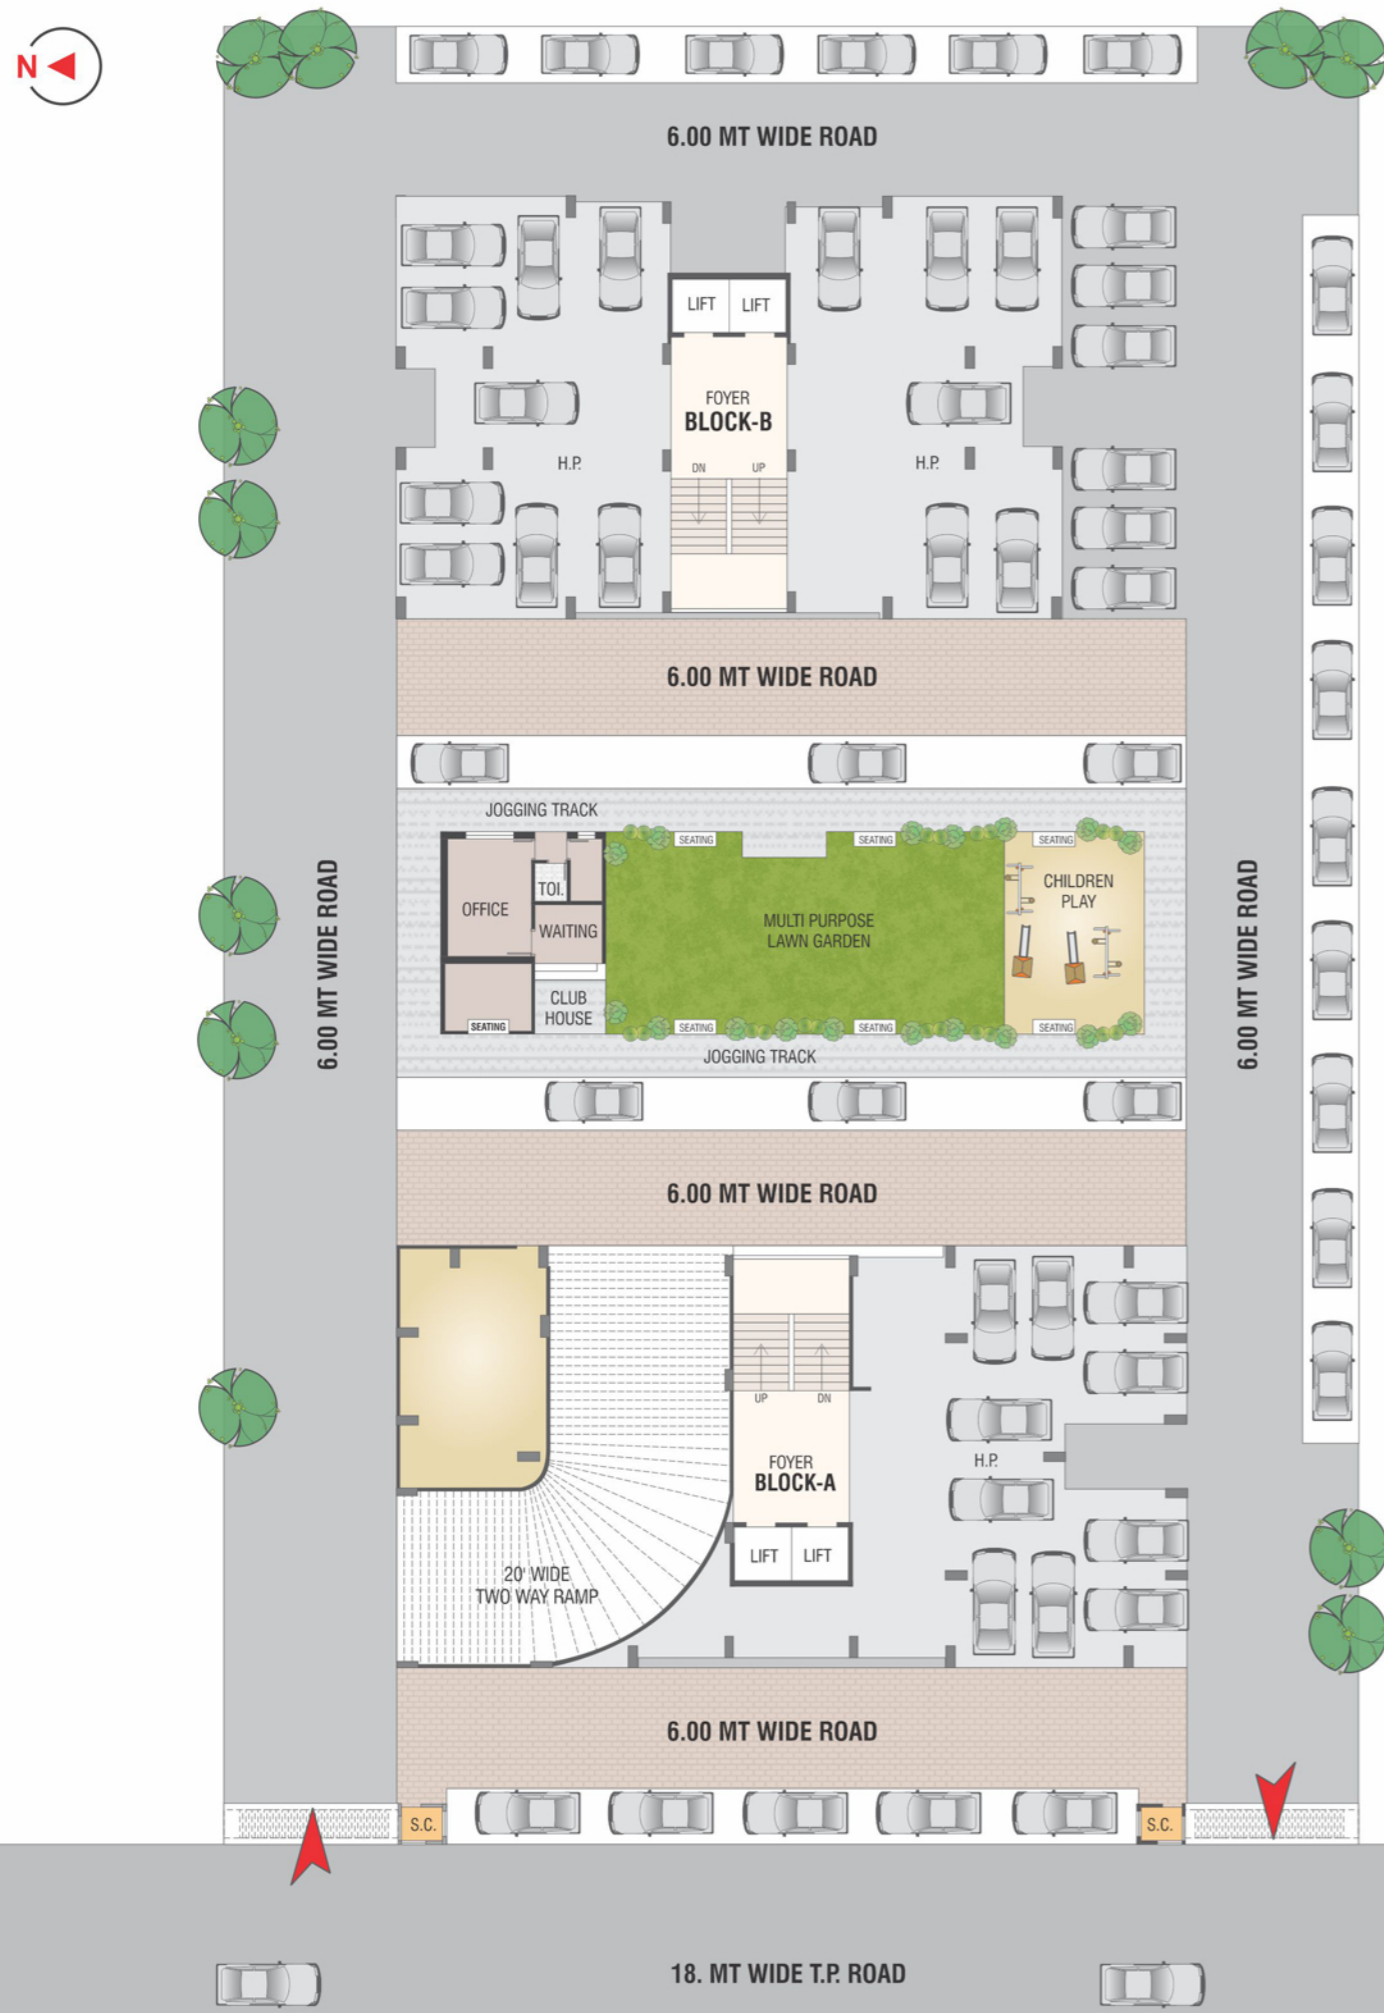 N
6.00 MT WIDE ROAD
LIFT
LIFT
FOYER
BLOCK-B
H.P.
H.P.
DN
UP
6.00 MT WIDE ROAD
JOGGING TRACK
SEATING
SEATING
SEATING
TOI.
OFFICE
WAITING
MULTI PURPOSE
LAWN GARDEN
CHILDREN
PLAY
6.00 MT WIDE ROAD
6.00 MT WIDE ROAD
CLUB
HOUSE
SEATING
SEATING
SEATING
SEATING
JOGGING TRACK
6.00 MT WIDE ROAD
UP
DN
FOYER
BLOCK-A
H.P.
LIFT
LIFT
20' WIDE
TWO WAY RAMP
6.00 MT WIDE ROAD
S.C.
S.C.
18. MT WIDE T.P. ROAD